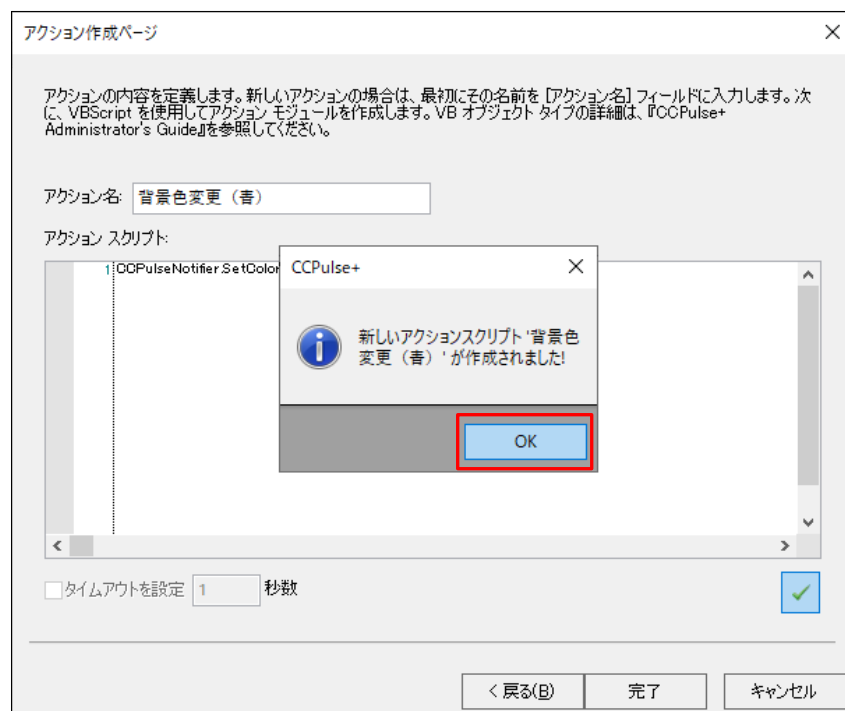 アクション作成ページ
アクションの内容を定義します。新しいアクションの場合は、最初にその名前を [アクション名] フィールドに入力します。次
に、VBScript を使用してアクション モジュールを作成します。VB オブジェクト タイプの詳細は、『CCPulse+
Administrator's Guide』を参照してください。
アクション名: 背景色変更（青）
アクション スクリプト:
1 CCPulseNotifier.SetColor
CCPulse+
新しいアクションスクリプト '背景色
変更（青）' が作成されました!
OK
タイムアウトを設定 1 秒数
< 戻る(B)
完了
キャンセル